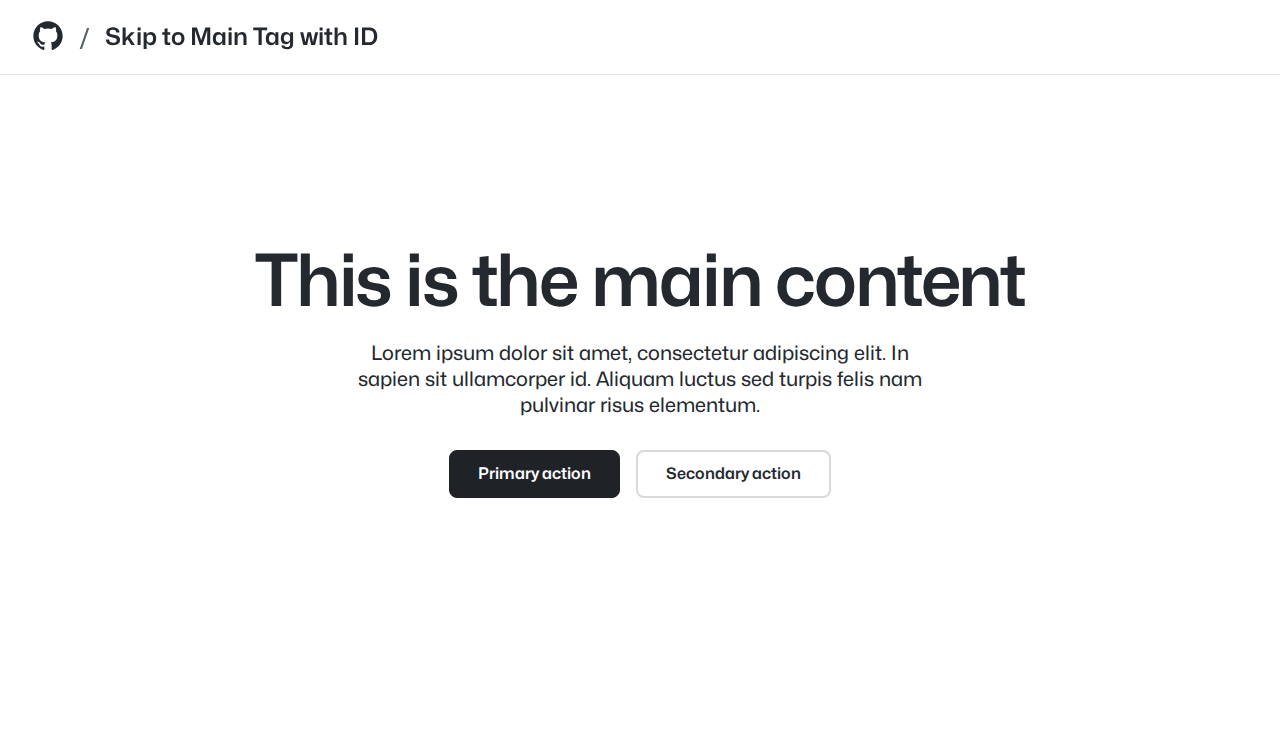 / Skip to Main Tag with ID
This is the main content
Lorem ipsum dolor sit amet, consectetur adipiscing elit. In
sapien sit ullamcorper id. Aliquam luctus sed turpis felis nam
pulvinar risus elementum.
Primary action Secondary action